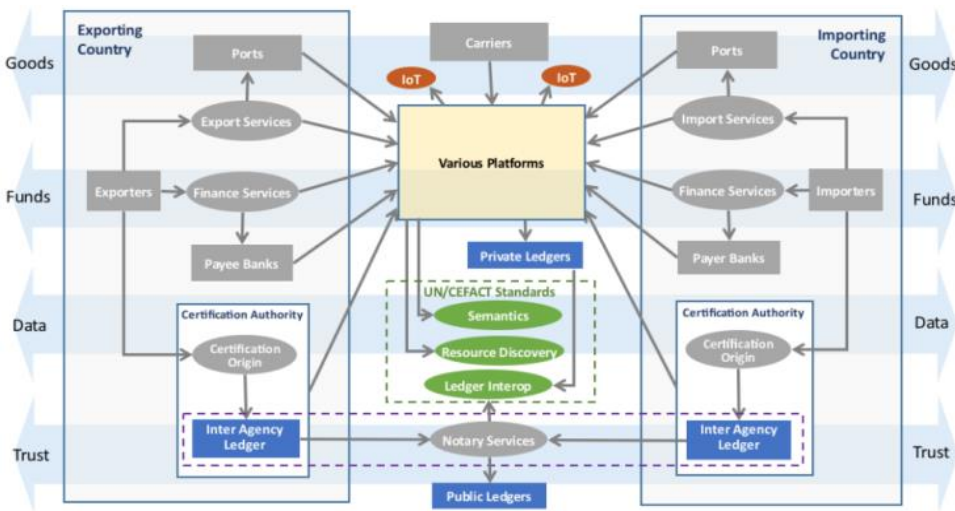 Exporting
Country
Importing
Country
Goods
Ports
Carriers
Ports
Goods
IoT
IoT
Export Services
Import Services
Various Platforms
Funds
Exporters
Finance Services
Finance Services
Importers
Funds
Payee Banks
Private Ledgers
Payer Banks
UN/CEFACT Standards
Data
Certification Authority
Semantics
Certification Authority
Data
Certification
Origin
Resource Discovery
Certification
Origin
Ledger Interop
Inter Agency
Ledger
Notary Services
Inter Agency
Ledger
Trust
Trust
Public Ledgers